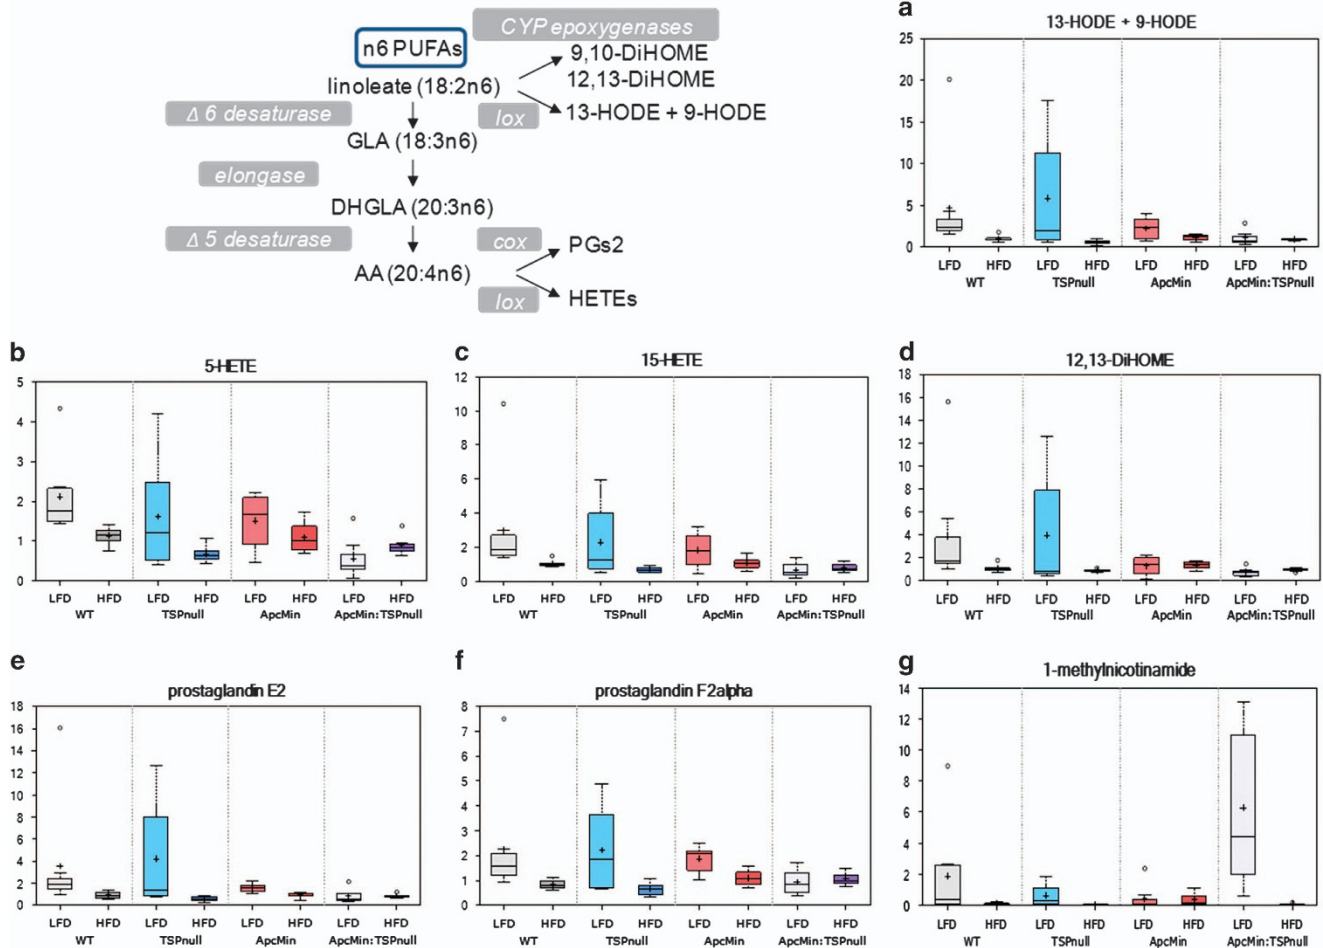 CYP epoxygenases
n6 PUFAs
9,10-DiHOME
linoleate (18:2n6)
12,13-DiHOME
Δ 6 desaturase
lox
13-HODE + 9-HODE
GLA (18:3n6)
elongase
DHGLA (20:3n6)
Δ 5 desaturase
cox
PGs2
AA (20:4n6)
lox
HETEs
a
13-HODE + 9-HODE
25
20
15
10
5
0
LFD HFD LFD HFD LFD HFD LFD HFD
WT TSPnull ApcMin ApcMin:TSPnull
b
5-HETE
5
4
3
2
1
0
LFD HFD LFD HFD LFD HFD LFD HFD
WT TSPnull ApcMin ApcMin:TSPnull
c
15-HETE
12
10
8
6
4
2
0
LFD HFD LFD HFD LFD HFD LFD HFD
WT TSPnull ApcMin ApcMin:TSPnull
d
12,13-DiHOME
18
16
14
12
10
8
6
4
2
0
LFD HFD LFD HFD LFD HFD LFD HFD
WT TSPnull ApcMin ApcMin:TSPnull
e
prostaglandin E2
18
16
14
12
10
8
6
4
2
0
LFD HFD LFD HFD LFD HFD LFD HFD
WT TSPnull ApcMin ApcMin:TSPnull
f
prostaglandin F2alpha
8
7
6
5
4
3
2
1
0
LFD HFD LFD HFD LFD HFD LFD HFD
WT TSPnull ApcMin ApcMin:TSPnull
g
1-methylnicotinamide
14
12
10
8
6
4
2
0
LFD HFD LFD HFD LFD HFD LFD HFD
WT TSPnull ApcMin ApcMin:TSPnull